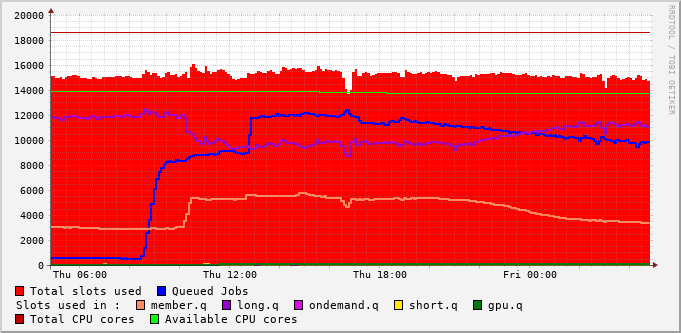 20000
18000
16000
14000
12000
10000
8000
6000
4000
2000
0
Thu 06:00 Thu 12:00 Thu 18:00 Fri 00:00
RRDTOOL / TOBI OETIKER
Total slots used Queued Jobs
Slots used in : member.q long.q ondemand.q short.q gpu.q
Total CPU cores Available CPU cores